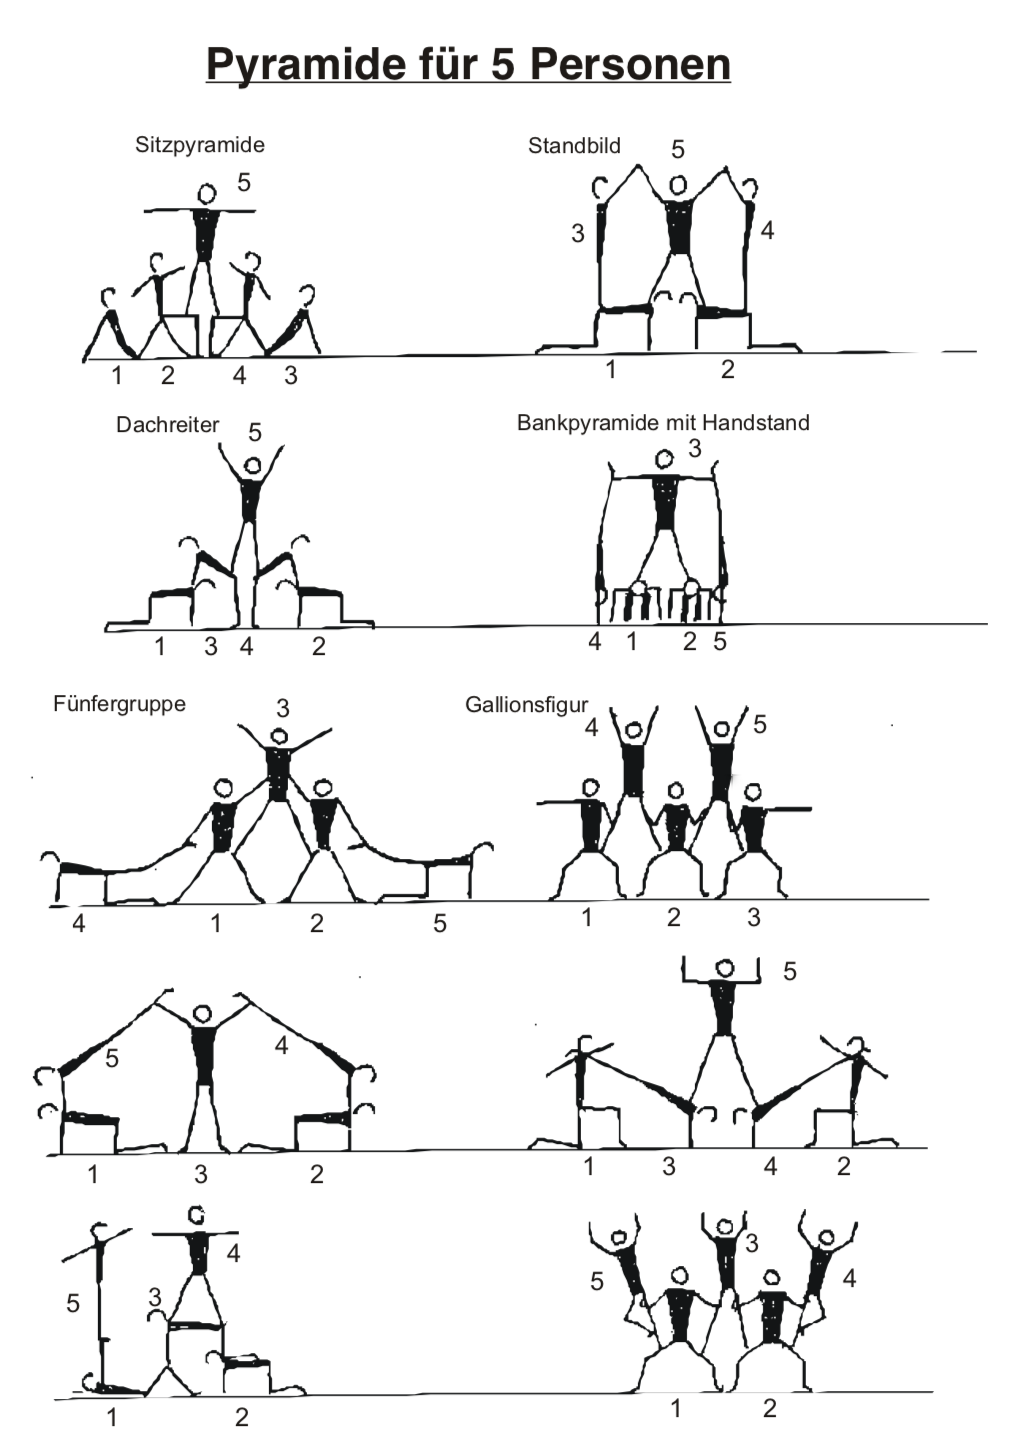 Pyramide für 5 Personen
Sitzpyramide
5
1 2 4 3
Standbild
5
3
4
1 2
Dachreiter
5
1 3 4 2
Bankpyramide mit Handstand
3
4 1 2 5
Fünfergruppe
3
4 1 2 5
Gallionsfigur
4
5
1 2 3
5
4
1 3 2
5
1 3 4 2
4
5
3
1 2
3
5
4
1 2